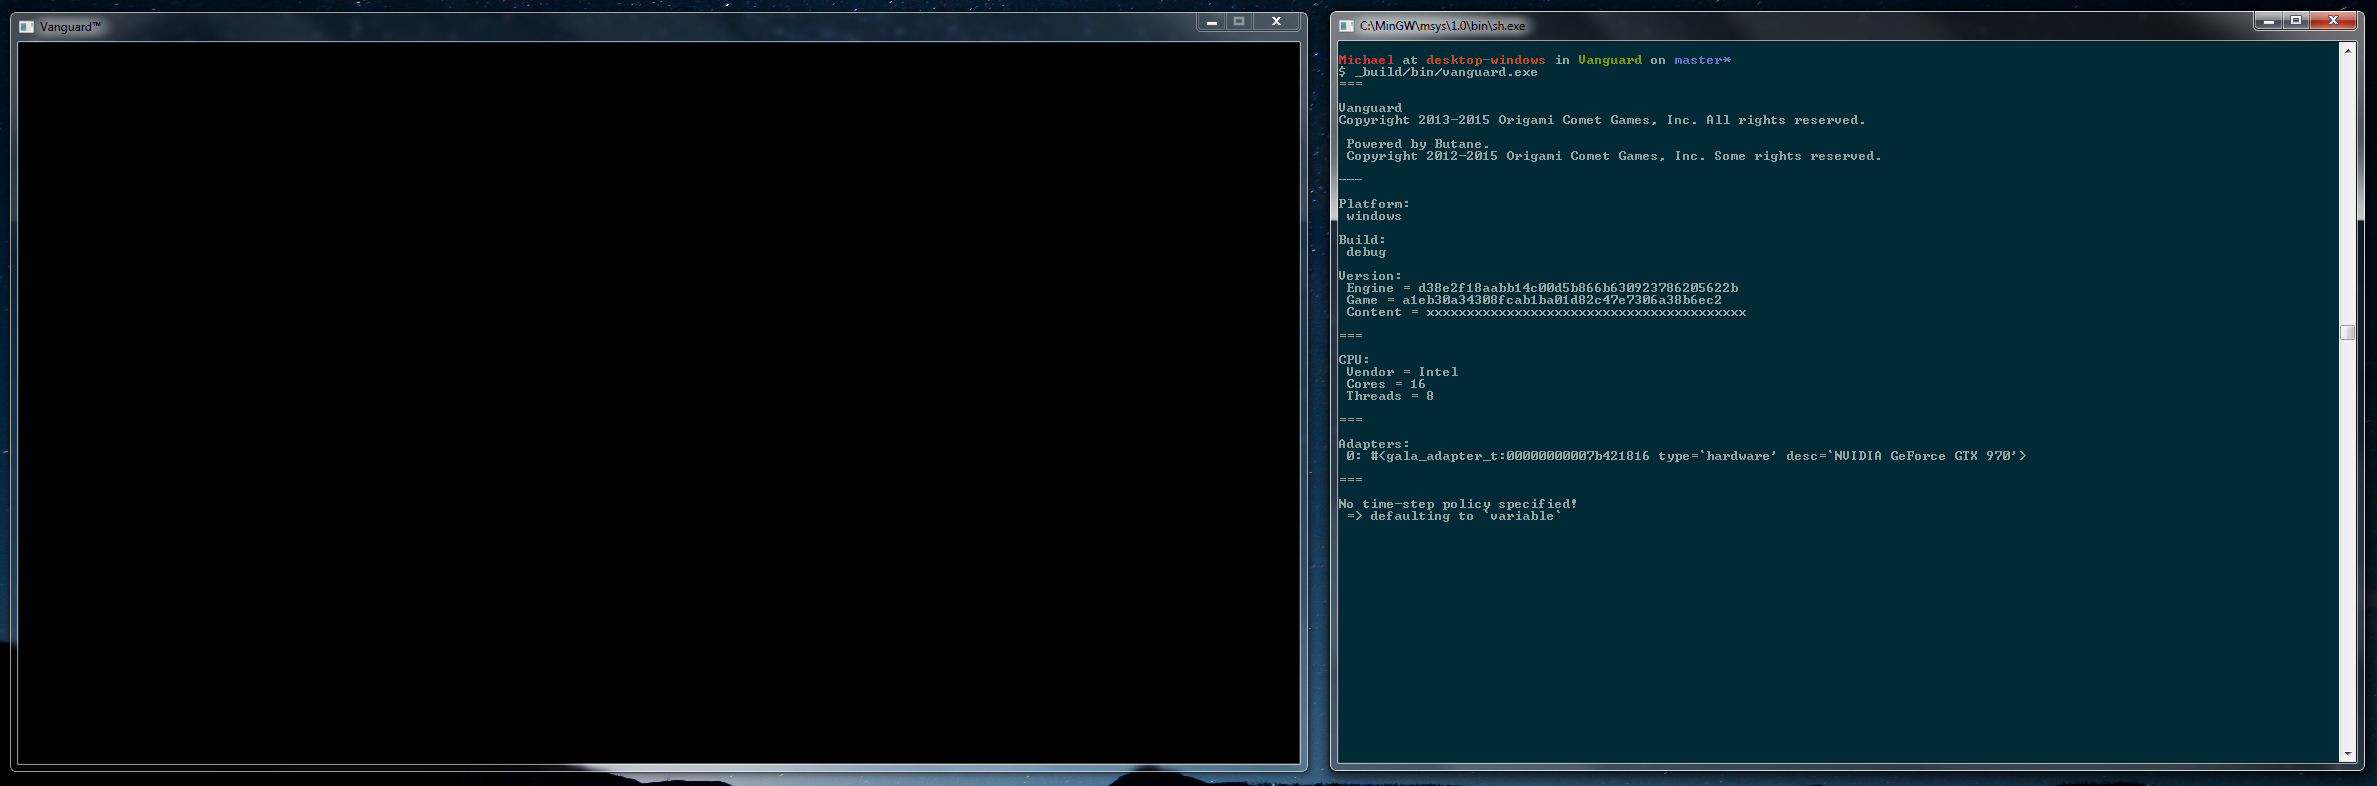 Vanguard™
C:\MinGW\msys\1.0\bin\sh.exe
Michael at desktop-windows in Vanguard on master*
$ _build/bin/vanguard.exe
===
Vanguard
Copyright 2013-2015 Origami Comet Games, Inc. All rights reserved.
Powered by Butane.
Copyright 2012-2015 Origami Comet Games, Inc. Some rights reserved.
---
Platform:
windows
Build:
debug
Version:
Engine = d38e2f18aabb14c00d5b866b630923786205622b
Game = a1eb30a34308fcab1ba01d82c47e7306a38b6ec2
Content = xxxxxxxxxxxxxxxxxxxxxxxxxxxxxxxxxxxxxxxx
===
CPU:
Vendor = Intel
Cores = 16
Threads = 8
===
Adapters:
0: #<gala_adapter_t:00000000007b421816 type=`hardware' desc=`NVIDIA GeForce GTX 970'>
===
No time-step policy specified!
=> defaulting to `variable`